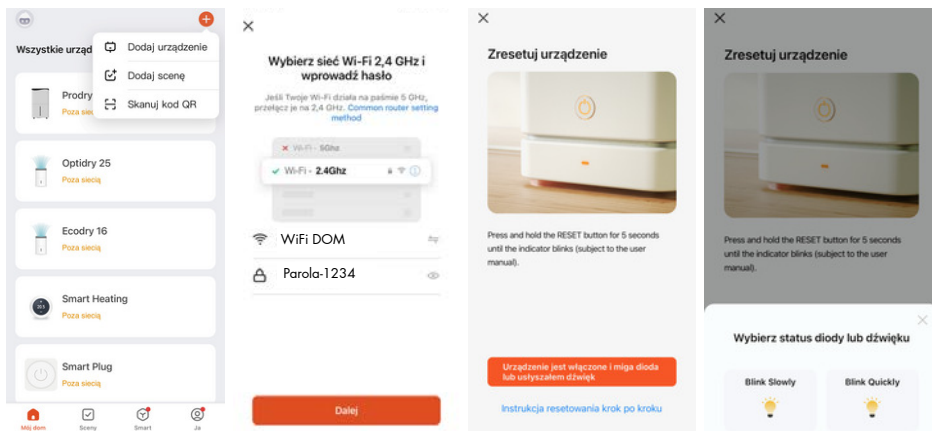 Wszystkie urząd
Dodaj urządzenie
Dodaj scenę
Skanuj kod QR
Prodry
Poza siecią
Optidry 25
Poza siecią
Ecodry 16
Poza siecią
Smart Heating
Poza siecią
Smart Plug
Poza siecią
Mój dom
Sceny
Smart
Ja
Wybierz sieć Wi-Fi 2,4 GHz i
wprowadź hasło
Jeśli Twoje Wi-Fi działa na paśmie 5 GHz,
przełącz je na 2,4 GHz. Common router setting
method
Wi-Fi - 5Ghz
Wi-Fi - 2.4Ghz
WiFi DOM
Parola-1234
Dalej
Zresetuj urządzenie
Press and hold the RESET button for 5 seconds
until the indicator blinks (subject to the user
manual).
Urządzenie jest włączone i miga dioda
lub usłyszałem dźwięk
Instrukcja resetowania krok po kroku
Zresetuj urządzenie
Press and hold the RESET button for 5 seconds
until the indicator blinks (subject to the user
manual).
Wybierz status diody lub dźwięku
Blink Slowly
Blink Quickly